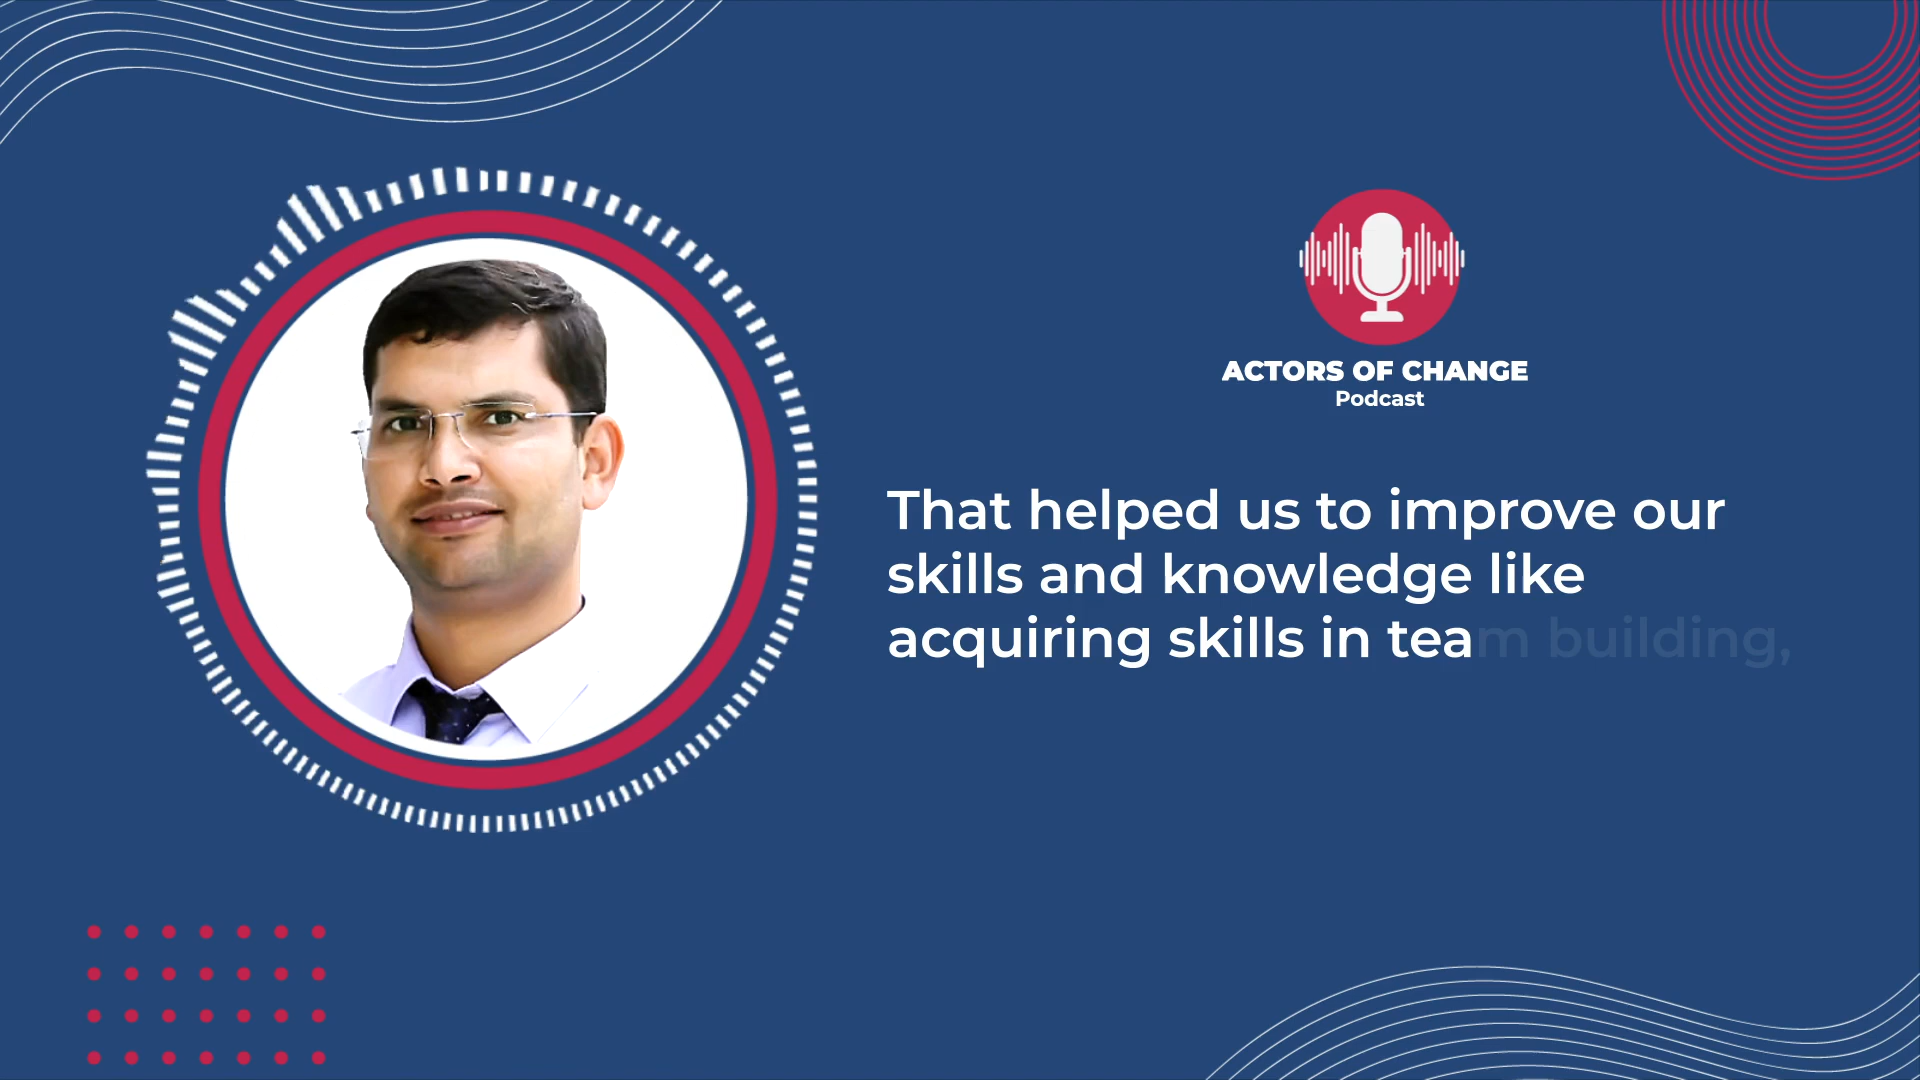 ACTORS OF CHANGE
Podcast
That helped us to improve our
skills and knowledge like
acquiring skills in team building,